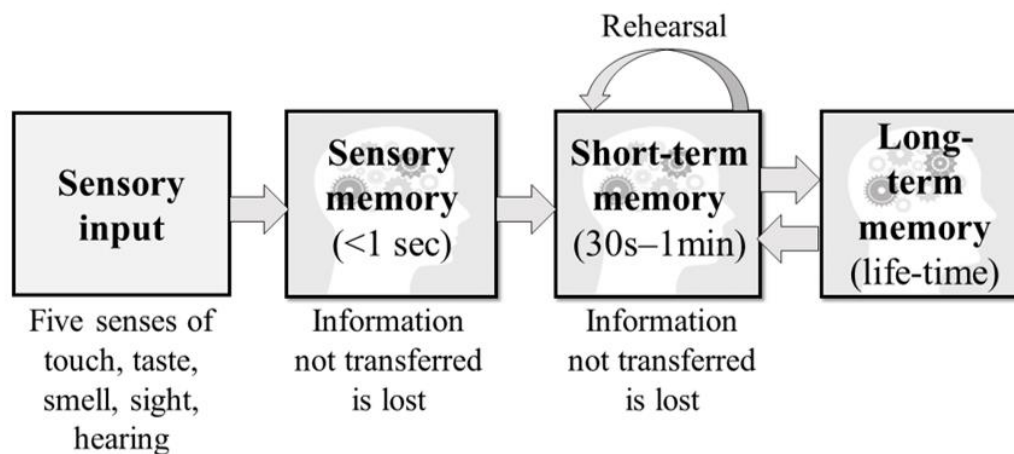 Rehearsal
Sensory
input
Sensory
memory
(<1 sec)
Short-term
memory
(30s–1min)
Long-
term
memory
(life-time)
Five senses of
touch, taste,
smell, sight,
hearing
Information
not transferred
is lost
Information
not transferred
is lost